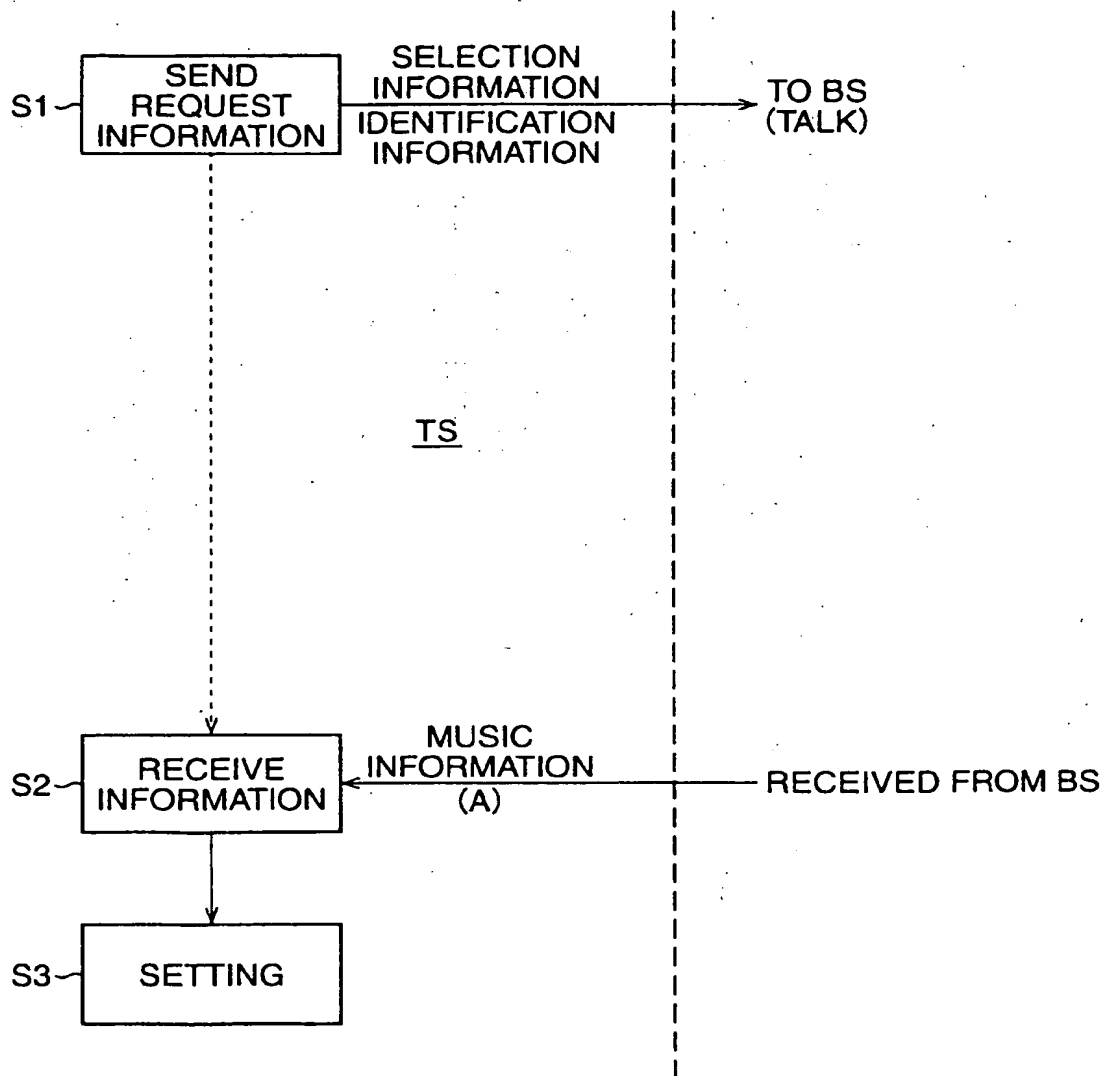 S1
SEND
REQUEST
INFORMATION
SELECTION
INFORMATION
IDENTIFICATION
INFORMATION
TO BS
(TALK)
TS
S2
RECEIVE
INFORMATION
MUSIC
INFORMATION
(A)
RECEIVED FROM BS
S3
SETTING